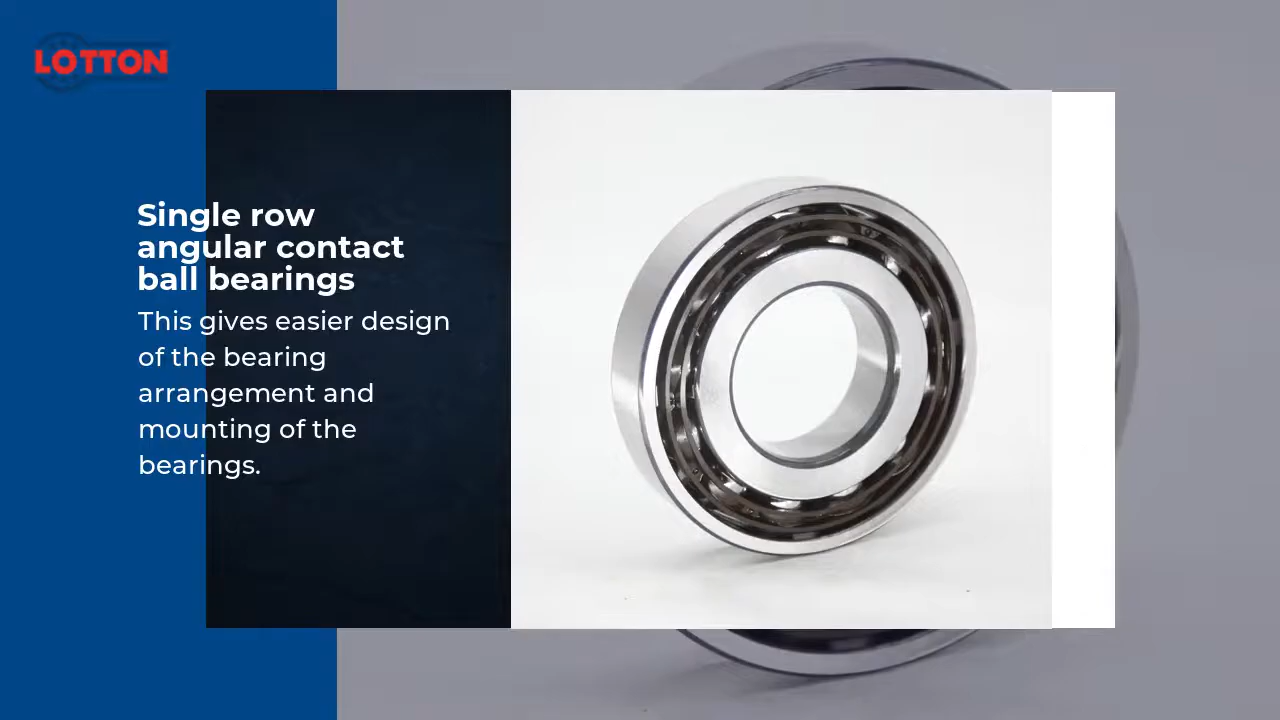 LOTTON
Single row
angular contact
ball bearings
This gives easier design
of the bearing
arrangement and
mounting of the
bearings.